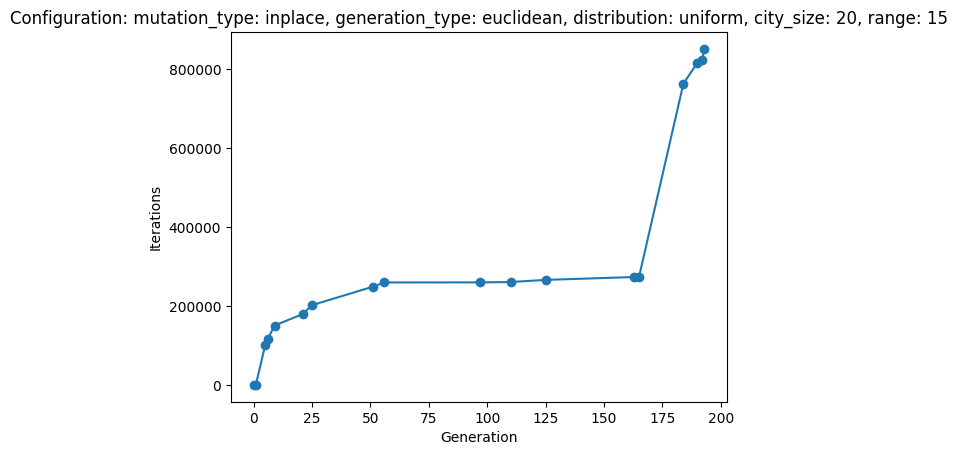 Configuration: mutation_type: inplace, generation_type: euclidean, distribution: uniform, city_size: 20, range: 15
800000
600000
400000
200000
0
Iterations
0 25 50 75 100 125 150 175 200
Generation